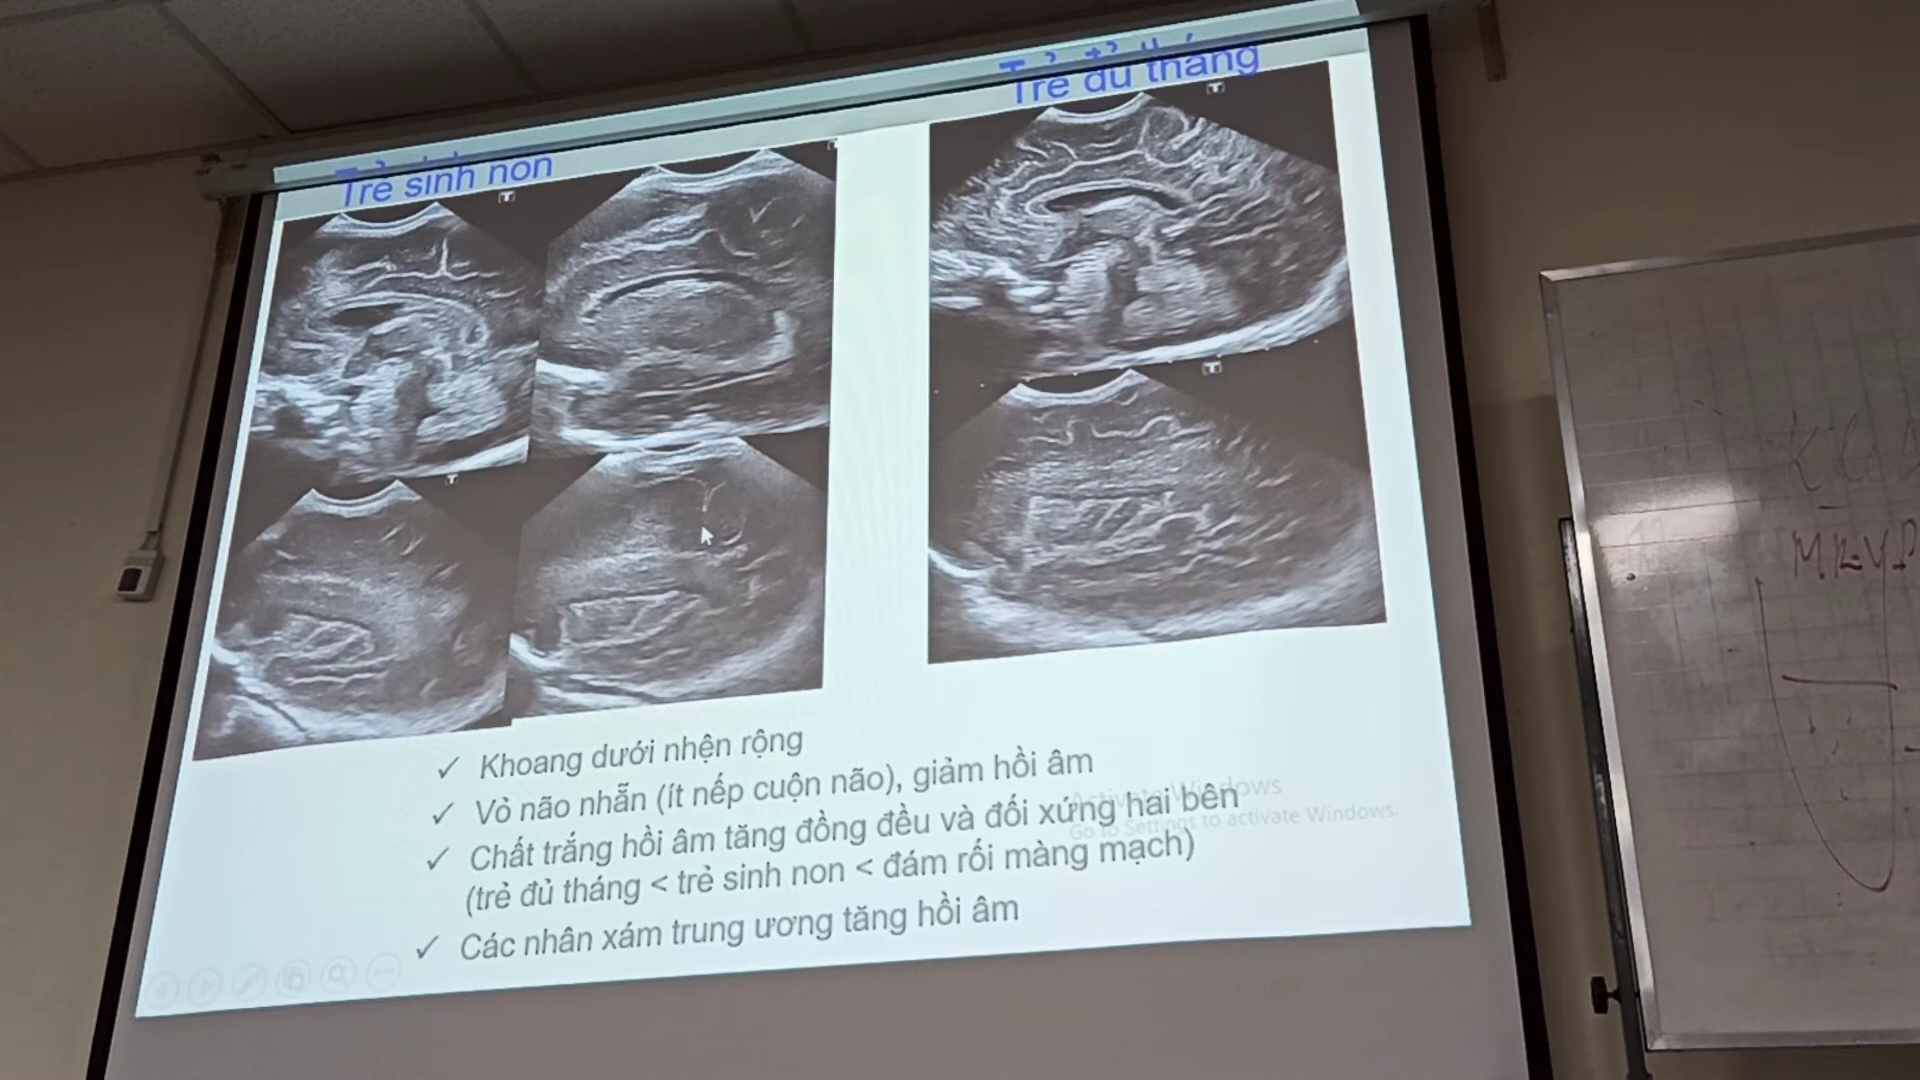 Trẻ sinh non
Trẻ đủ tháng
✓ Khoang dưới nhện rộng
✓ Vỏ não nhẵn (ít nếp cuộn não), giảm hồi âm
✓ Chất trắng hồi âm tăng đồng đều và đối xứng hai bên
(trẻ đủ tháng < trẻ sinh non < đám rối màng mạch)
✓ Các nhân xám trung ương tăng hồi âm
Activate Windows
Go to Settings to activate Windows.